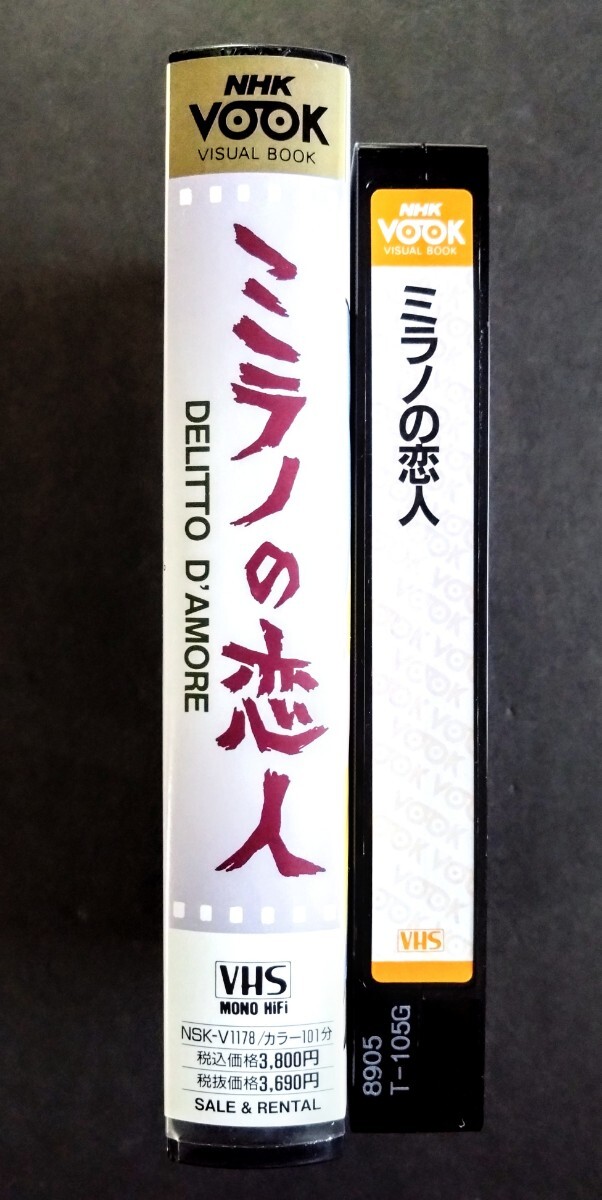 NHK
VOOK
VISUAL BOOK
ミラノの恋人
DELITTO D'AMORE
VHS
MONO HiFi
NSK-V1178/カラー101分
税込価格3,800円
税抜価格3,690円
SALE & RENTAL
NHK
VOOK
VISUAL BOOK
ミラノの恋人
VHS
8905
T-105G